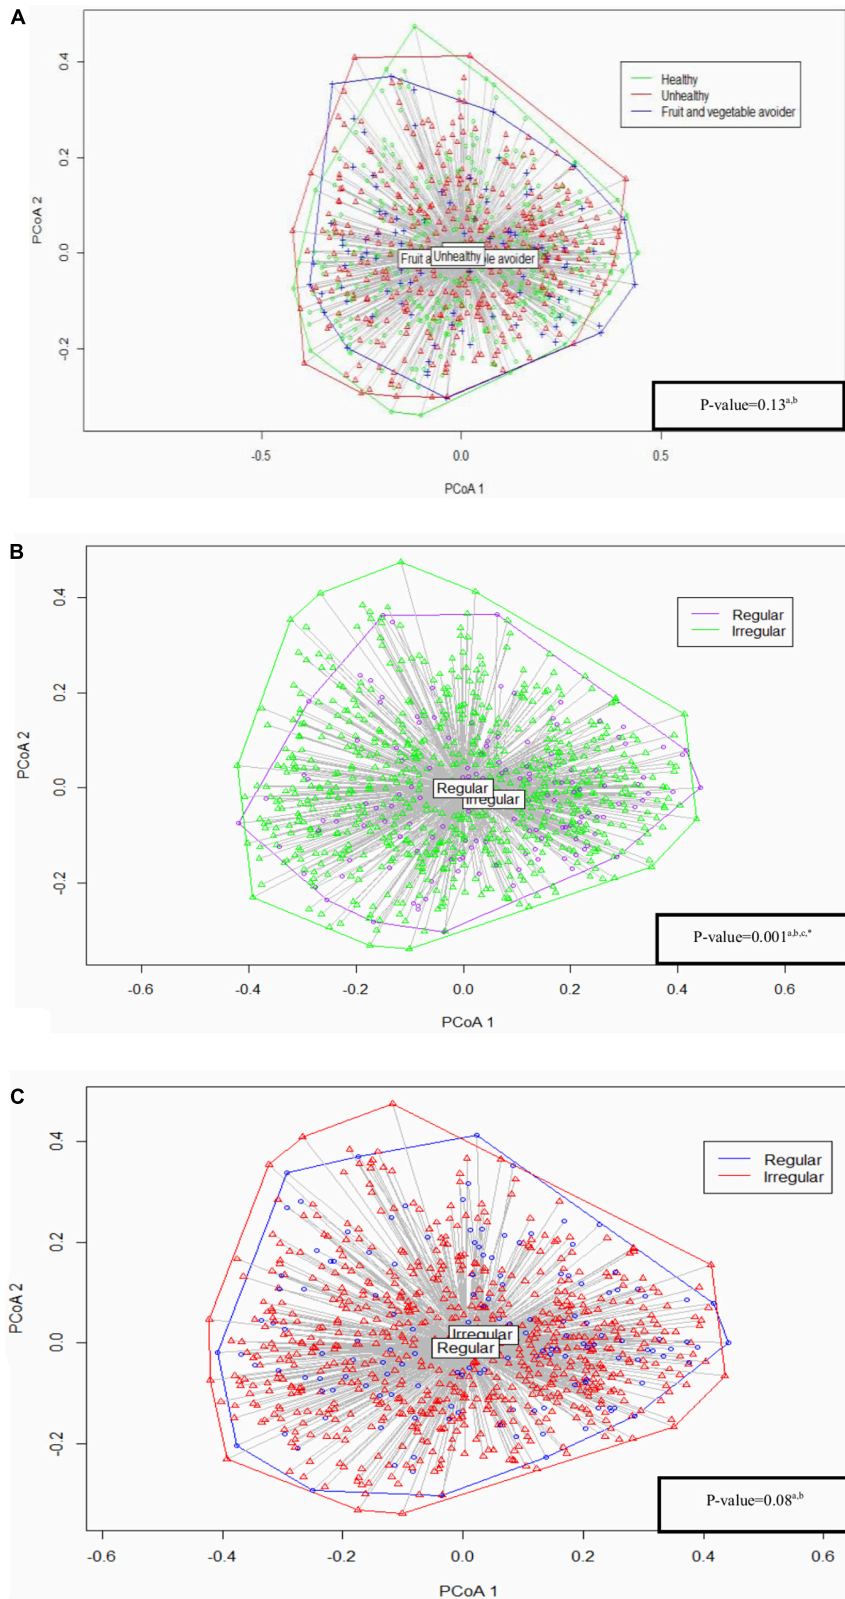 A
0.4
0.2
0.0
-0.2
PCoA 2
Healthy
Unhealthy
Fruit and vegetable avoider
Unhealthy
Fruit a ble avoider
P-value=0.13a,b
-0.5 0.0 0.5
PCoA 1
B
0.4
0.2
0.0
-0.2
PCoA 2
Regular
Irregular
Regular
Irregular
P-value=0.001a,b,c,*
-0.6 -0.4 -0.2 0.0 0.2 0.4 0.6
PCoA 1
C
0.4
0.2
0.0
-0.2
PCoA 2
Regular
Irregular
Irregular
Regular
P-value=0.08a,b
-0.6 -0.4 -0.2 0.0 0.2 0.4 0.6
PCoA 1